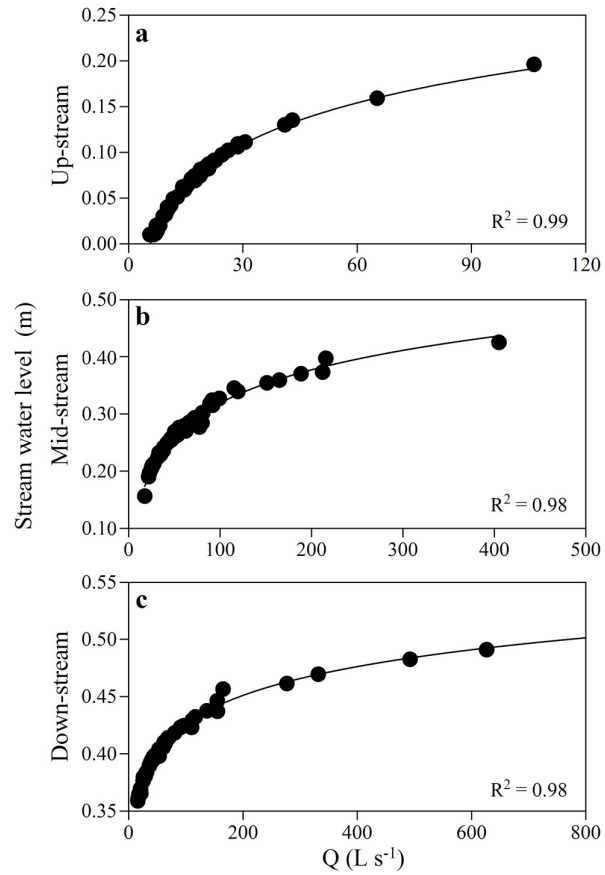 a
0.25
0.20
0.15
0.10
0.05
0.00
Up-stream
R² = 0.99
0 30 60 90 120
b
0.50
0.40
0.30
0.20
0.10
Stream water level (m)
Mid-stream
R² = 0.98
0 100 200 300 400 500
c
0.55
0.50
0.45
0.40
0.35
Down-stream
R² = 0.98
0 200 400 600 800
Q (L s⁻¹)